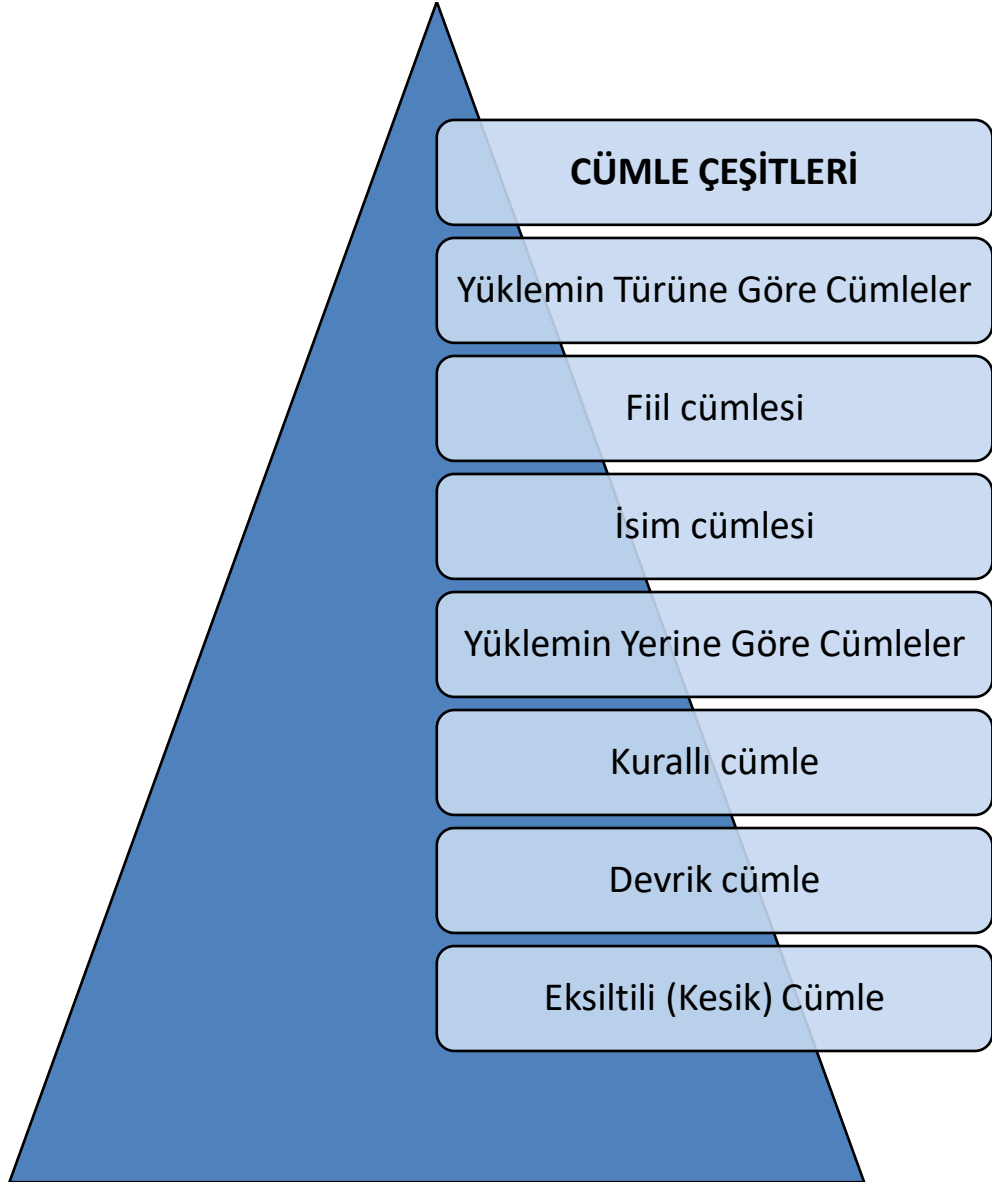 CÜMLE ÇEŞİTLERİ
Yüklemin Türüne Göre Cümleler
Fiil cümlesi
İsim cümlesi
Yüklemin Yerine Göre Cümleler
Kurallı cümle
Devrik cümle
Eksiltili (Kesik) Cümle